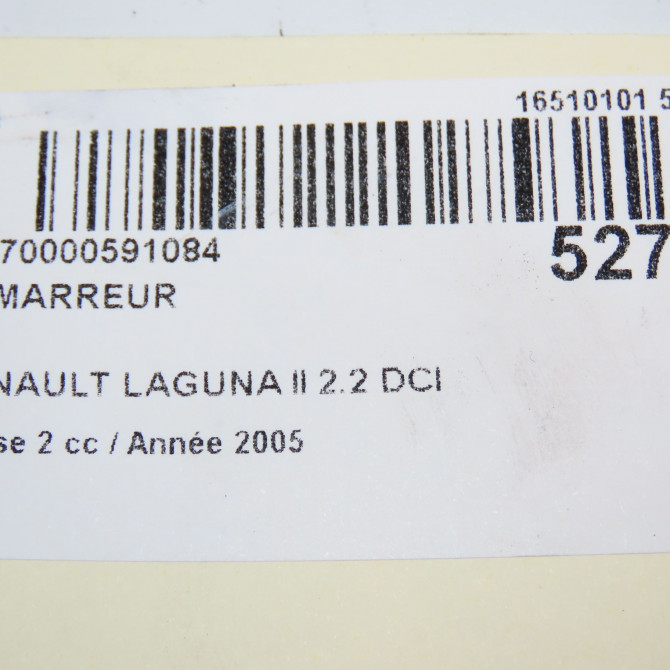 16510101 5
70000591084
527
MARREUR
NAULT LAGUNA II 2.2 DCI
se 2 cc / Année 2005